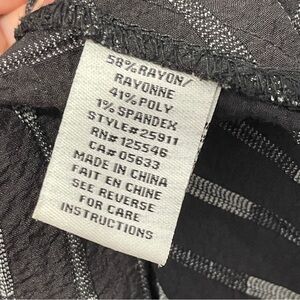 58%RAYON/
RAYONNE
41% POLY
1% SPANDEX
STYLE#25911
RN#125546
CA# 05633
MADE IN CHINA
FAIT EN CHINE
SEE REVERSE
FOR CARE
INSTRUCTIONS